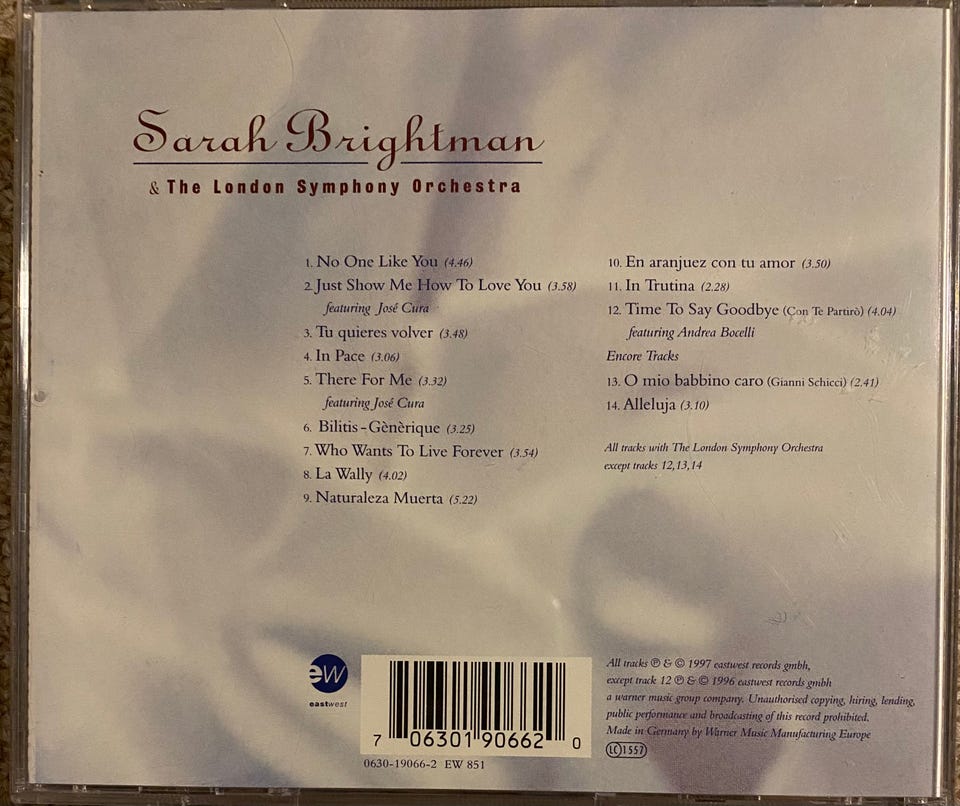 Sarah Brightman
& The London Symphony Orchestra
1. No One Like You (4.46)
2. Just Show Me How To Love You (3.58)
featuring José Cura
3. Tu quieres volver (3.48)
4. In Pace (3.06)
5. There For Me (3.32)
featuring José Cura
6. Bilitis-Gènèrique (3.25)
7. Who Wants To Live Forever (3.54)
8. La Wally (4.02)
9. Naturaleza Muerta (5.22)
10. En aranjuez con tu amor (3.50)
11. In Trutina (2.28)
12. Time To Say Goodbye (Con Te Partirò) (4.04)
featuring Andrea Bocelli
Encore Tracks
13. O mio babbino caro (Gianni Schicci) (2.41)
14. Alleluja (3.10)
All tracks with The London Symphony Orchestra
except tracks 12,13,14
ew
eastwest
7 06301 90662 0
0630-19066-2 EW 851
All tracks ℗ & © 1997 eastwest records gmbh,
except track 12 ℗ & © 1996 eastwest records gmbh
a warner music group company. Unauthorised copying, hiring, lending,
public performance and broadcasting of this record prohibited.
Made in Germany by Warner Music Manufacturing Europe
LC 1557